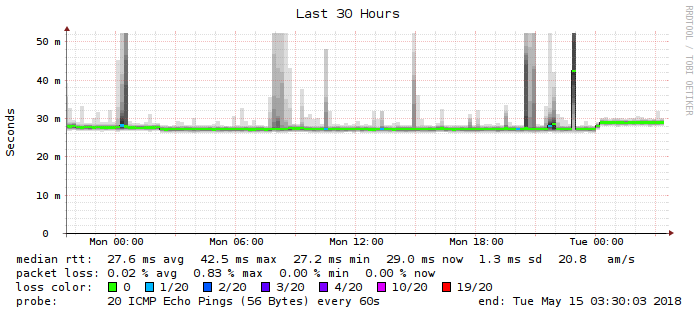 Last 30 Hours
RRDTOOL / TOBI OETIKER
Seconds
50 m
40 m
30 m
20 m
10 m
0
Mon 00:00 Mon 06:00 Mon 12:00 Mon 18:00 Tue 00:00
median rtt: 27.6 ms avg 42.5 ms max 27.2 ms min 29.0 ms now 1.3 ms sd 20.8 am/s
packet loss: 0.02 % avg 0.83 % max 0.00 % min 0.00 % now
loss color: 0 1/20 2/20 3/20 4/20 10/20 19/20
probe: 20 ICMP Echo Pings (56 Bytes) every 60s end: Tue May 15 03:30:03 2018